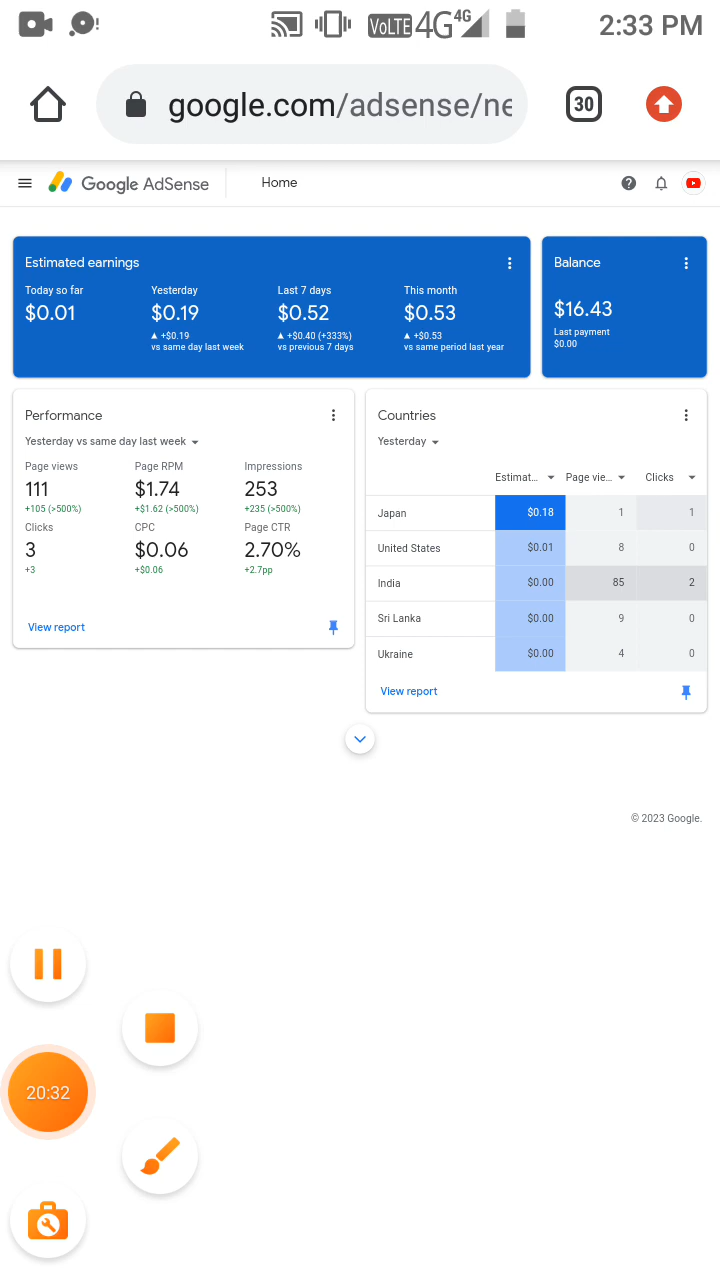 VoLTE 4G 4G 2:33 PM
google.com/adsense/ne 30
Google AdSense Home
Estimated earnings
Today so far Yesterday Last 7 days This month
$0.01 $0.19 $0.52 $0.53
▲ +$0.19 ▲ +$0.40 (+333%) ▲ +$0.53
vs same day last week vs previous 7 days vs same period last year
Balance
$16.43
Last payment
$0.00
Performance
Yesterday vs same day last week
Page views Page RPM Impressions
111 $1.74 253
+105 (>500%) +$1.62 (>500%) +235 (>500%)
Clicks CPC Page CTR
3 $0.06 2.70%
+3 +$0.06 +2.7pp
View report
Countries
Yesterday
Estimat... Page vie... Clicks
Japan $0.18 1 1
United States $0.01 8 0
India $0.00 85 2
Sri Lanka $0.00 9 0
Ukraine $0.00 4 0
View report
© 2023 Google.
20:32